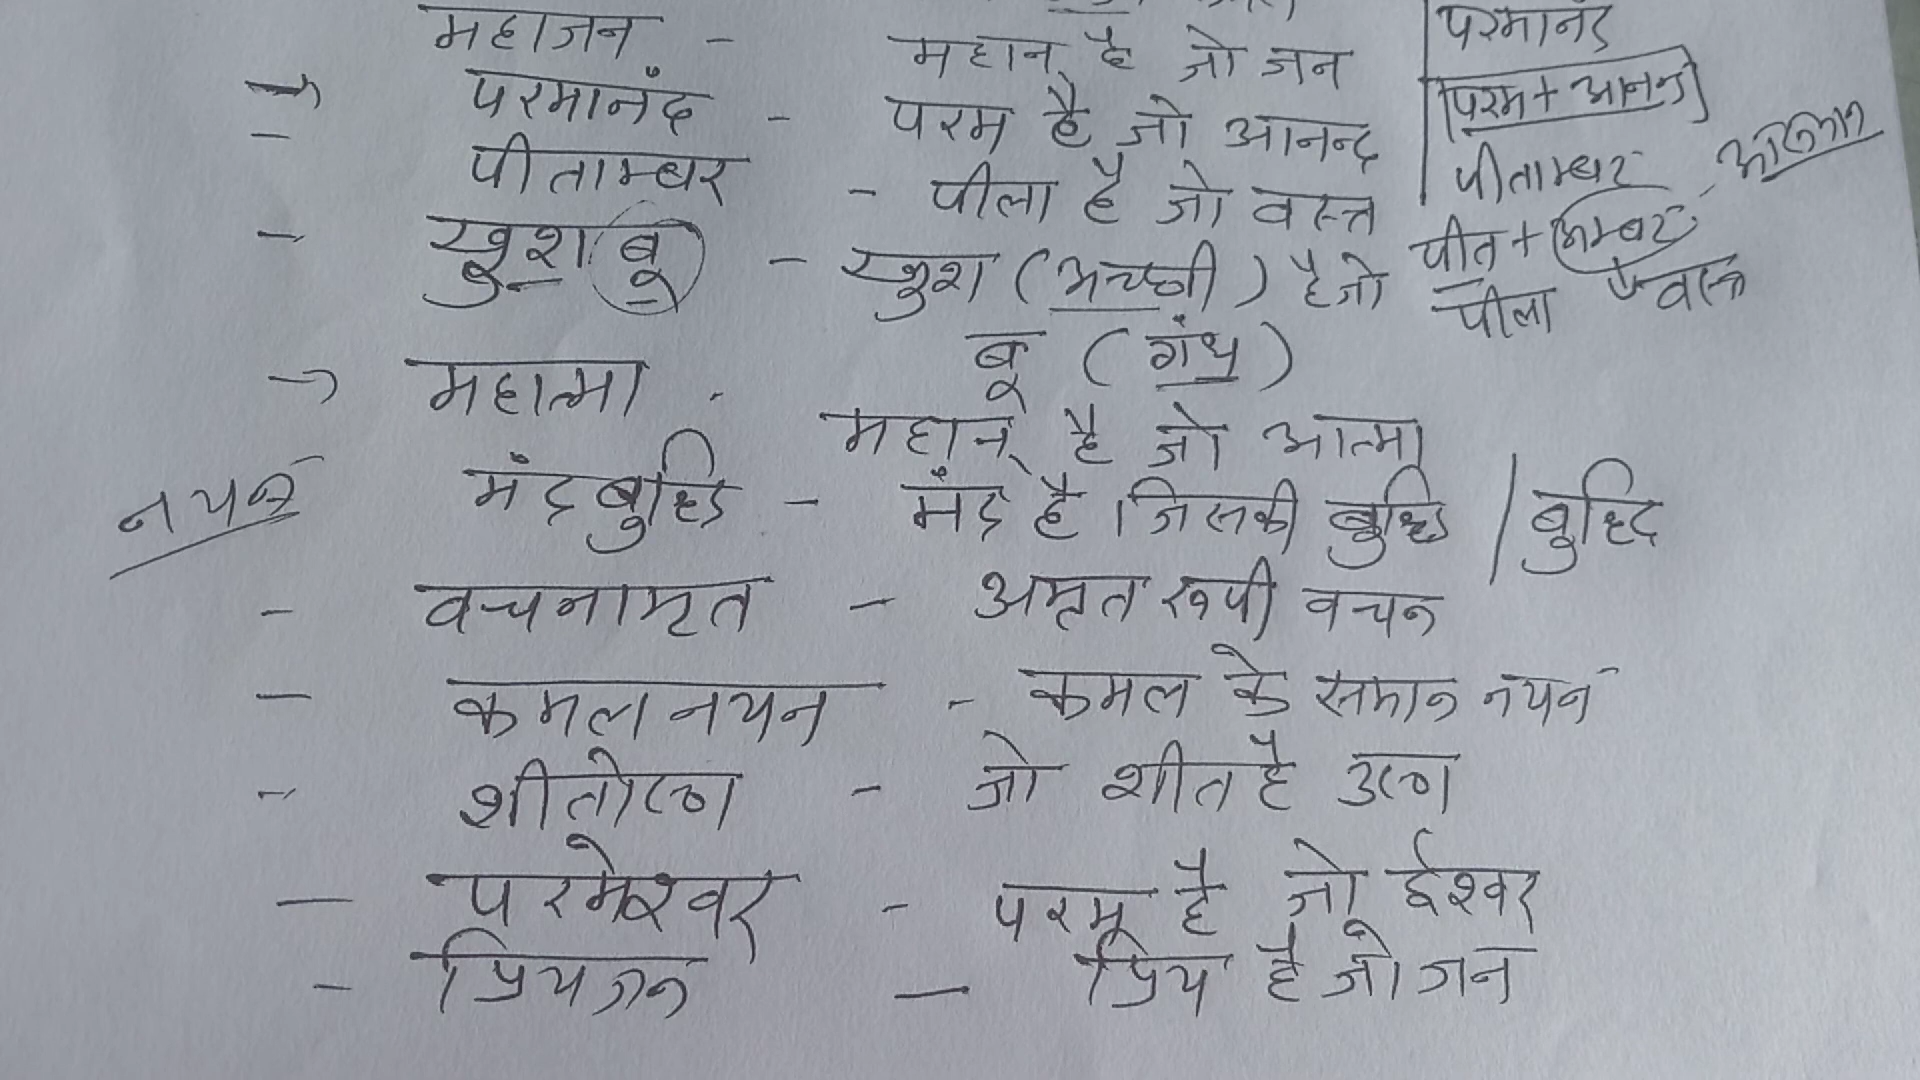 महाजन - महान् है जो जन
→ परमानंद - परम है जो आनन्द
- पीताम्बर - पीला है जो वस्त्र
- खुशबू - खुश (अच्छी) है जो
बू (गंध)
→ महात्मा - महान् है जो आत्मा
मंदबुद्धि - मंद है जिसकी बुद्धि / बुद्धि
- वचनामृत - अमृत रूपी वचन
- कमलनयन - कमल के समान नयन
- शीतोष्ण - जो शीत है उष्ण
- परमेश्वर - परम है जो ईश्वर
- प्रियजन - प्रिय है जो जन
परमानंद
परम + आनन्द
पीताम्बर
पीत + अम्बर
पीला वस्त्र
नयन